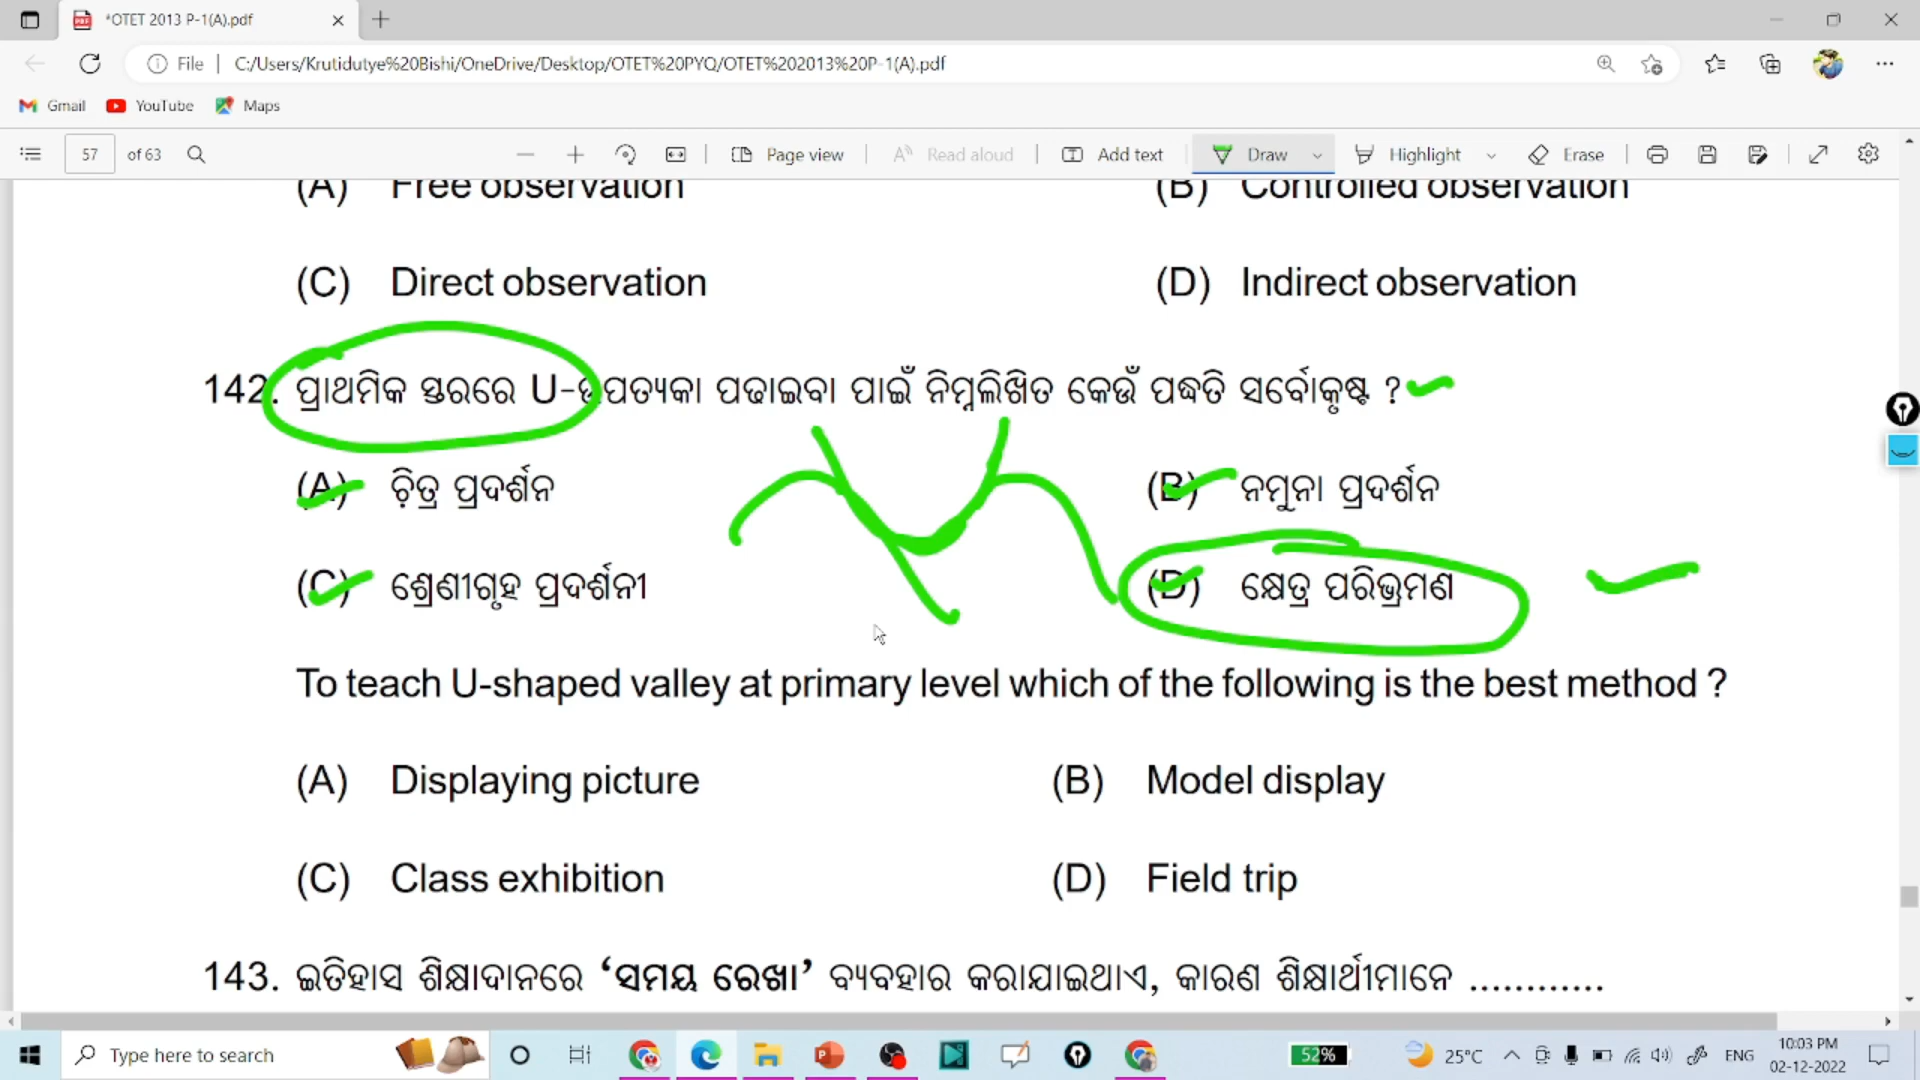 *OTET 2013 P-1(A).pdf
File | C:/Users/Krutidutye%20Bishi/OneDrive/Desktop/OTET%20PYQ/OTET%202013%20P-1(A).pdf
Gmail YouTube Maps
57 of 63 Page view Read aloud Add text Draw Highlight Erase
(A) Free observation (B) Controlled observation
(C) Direct observation (D) Indirect observation
142. ପ୍ରାଥମିକ ସ୍ତରରେ U-ଉପତ୍ୟକା ପଢାଇବା ପାଇଁ ନିମ୍ନଲିଖିତ କେଉଁ ପଦ୍ଧତି ସର୍ବୋକୃଷ୍ଟ ?
(A) ଚିତ୍ର ପ୍ରଦର୍ଶନ (B) ନମୁନା ପ୍ରଦର୍ଶନ
(C) ଶ୍ରେଣୀଗୃହ ପ୍ରଦର୍ଶନୀ (D) କ୍ଷେତ୍ର ପରିଭ୍ରମଣ
To teach U-shaped valley at primary level which of the following is the best method ?
(A) Displaying picture (B) Model display
(C) Class exhibition (D) Field trip
143. ଇତିହାସ ଶିକ୍ଷାଦାନରେ ‘ସମୟ ରେଖା’ ବ୍ୟବହାର କରାଯାଇଥାଏ, କାରଣ ଶିକ୍ଷାର୍ଥୀମାନେ ............
Type here to search 52% 25°C ENG 10:03 PM
02-12-2022